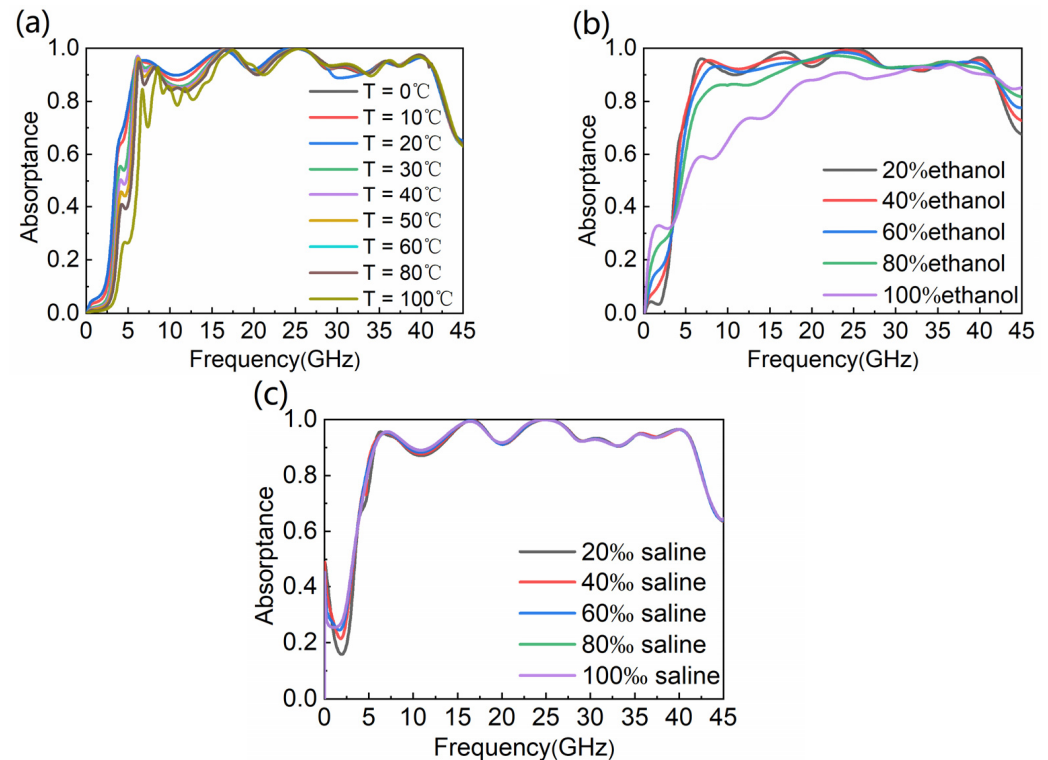 (a)
Absorptance
1.0
0.8
0.6
0.4
0.2
0.0
T = 0℃
T = 10℃
T = 20℃
T = 30℃
T = 40℃
T = 50℃
T = 60℃
T = 80℃
T = 100℃
0 5 10 15 20 25 30 35 40 45
Frequency(GHz)
(b)
Absorptance
1.0
0.8
0.6
0.4
0.2
0.0
20%ethanol
40%ethanol
60%ethanol
80%ethanol
100%ethanol
0 5 10 15 20 25 30 35 40 45
Frequency(GHz)
(c)
Absorptance
1.0
0.8
0.6
0.4
0.2
0.0
20‰ saline
40‰ saline
60‰ saline
80‰ saline
100‰ saline
0 5 10 15 20 25 30 35 40 45
Frequency(GHz)